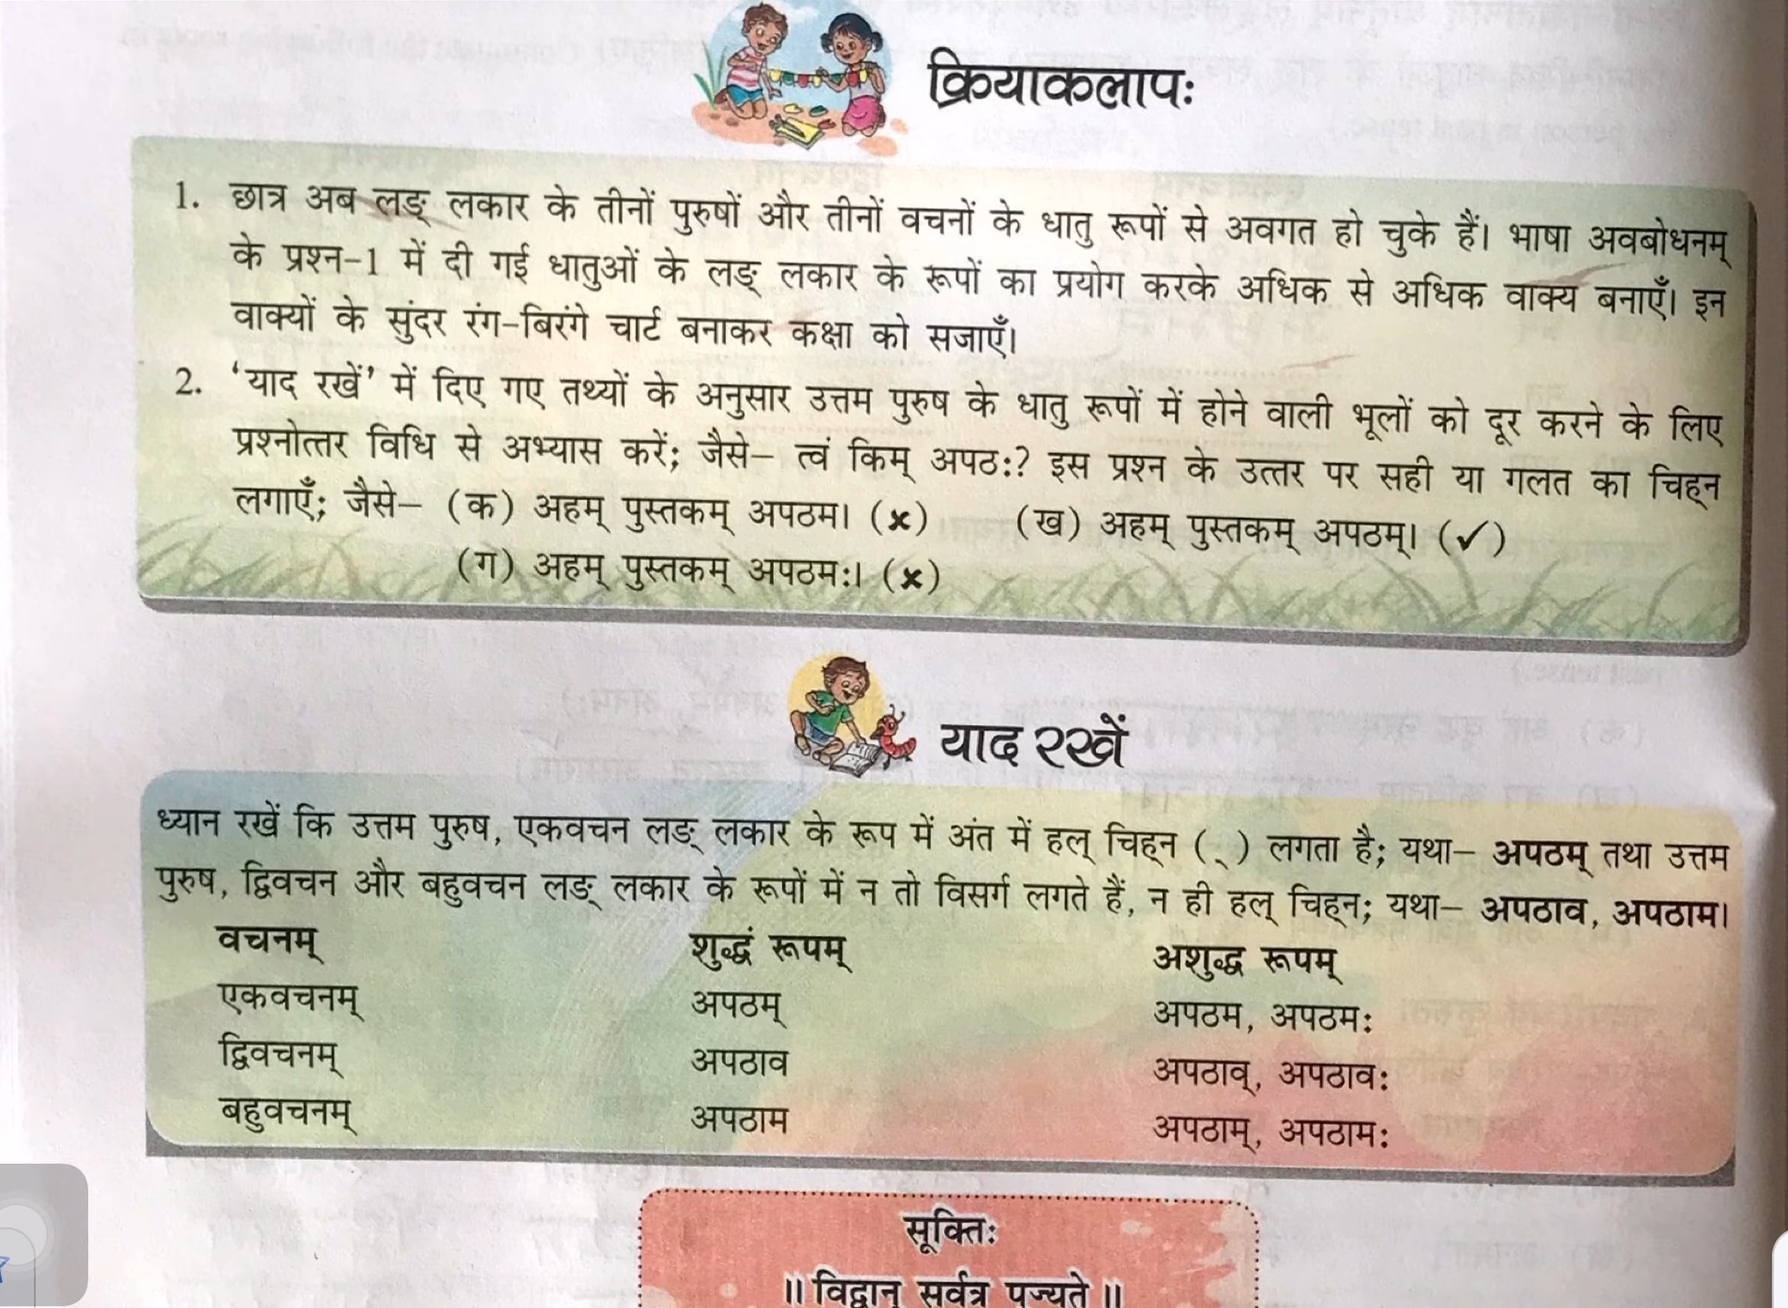 क्रियाकलापः
1. छात्र अब लङ् लकार के तीनों पुरुषों और तीनों वचनों के धातु रूपों से अवगत हो चुके हैं। भाषा अवबोधनम्
के प्रश्न-1 में दी गई धातुओं के लङ् लकार के रूपों का प्रयोग करके अधिक से अधिक वाक्य बनाएँ। इन
वाक्यों के सुंदर रंग-बिरंगे चार्ट बनाकर कक्षा को सजाएँ।
2. ‘याद रखें’ में दिए गए तथ्यों के अनुसार उत्तम पुरुष के धातु रूपों में होने वाली भूलों को दूर करने के लिए
प्रश्नोत्तर विधि से अभ्यास करें; जैसे– त्वं किम् अपठः? इस प्रश्न के उत्तर पर सही या गलत का चिह्न
लगाएँ; जैसे– (क) अहम् पुस्तकम् अपठम। (✗) (ख) अहम् पुस्तकम् अपठम्। (✓)
(ग) अहम् पुस्तकम् अपठमः। (✗)
याद रखें
ध्यान रखें कि उत्तम पुरुष, एकवचन लङ् लकार के रूप में अंत में हल् चिह्न (्) लगता है; यथा– अपठम् तथा उत्तम
पुरुष, द्विवचन और बहुवचन लङ् लकार के रूपों में न तो विसर्ग लगते हैं, न ही हल् चिह्न; यथा– अपठाव, अपठाम।
वचनम् शुद्धं रूपम् अशुद्ध रूपम्
एकवचनम् अपठम् अपठम, अपठमः
द्विवचनम् अपठाव अपठाव्, अपठावः
बहुवचनम् अपठाम अपठाम्, अपठामः
सूक्तिः
॥ विद्वान् सर्वत्र पूज्यते ॥